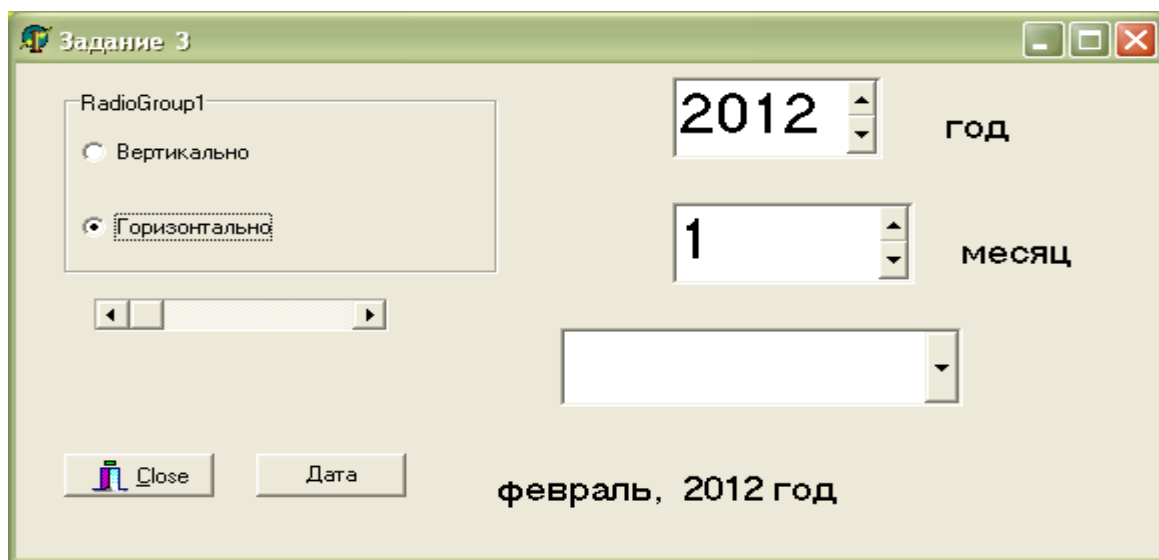 Задание 3
RadioGroup1
Вертикально
Горизонтально
2012
год
1
месяц
Close
Дата
февраль, 2012 год